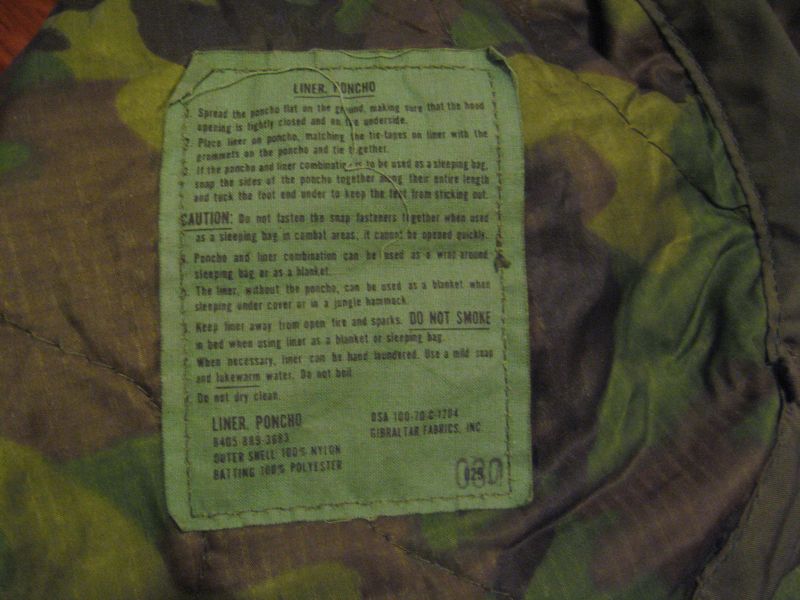 LINER, PONCHO
1. Spread the poncho flat on the ground, making sure that the hood
opening is tightly closed and on the underside.
2. Place liner on poncho, matching the tie-tapes on liner with the
grommets on the poncho and tie together.
3. If the poncho and liner combination is to be used as a sleeping bag,
snap the sides of the poncho together along their entire length
and tuck the foot end under to keep the feet from sticking out.
CAUTION: Do not fasten the snap fasteners together when used
as a sleeping bag in combat areas; it cannot be opened quickly.
4. Poncho and liner combination can be used as a wrap-around
sleeping bag or as a blanket.
The liner, without the poncho, can be used as a blanket when
sleeping under cover or in a jungle hammock.
Keep liner away from open fire and sparks. DO NOT SMOKE
in bed when using liner as a blanket or sleeping bag.
When necessary, liner can be hand laundered. Use a mild soap
and lukewarm water. Do not boil.
Do not dry clean.
LINER, PONCHO
8405-889-3683
OUTER SHELL 100% NYLON
BATTING 100% POLYESTER
DSA 100-70-C-1204
GIBRALTAR FABRICS, INC.